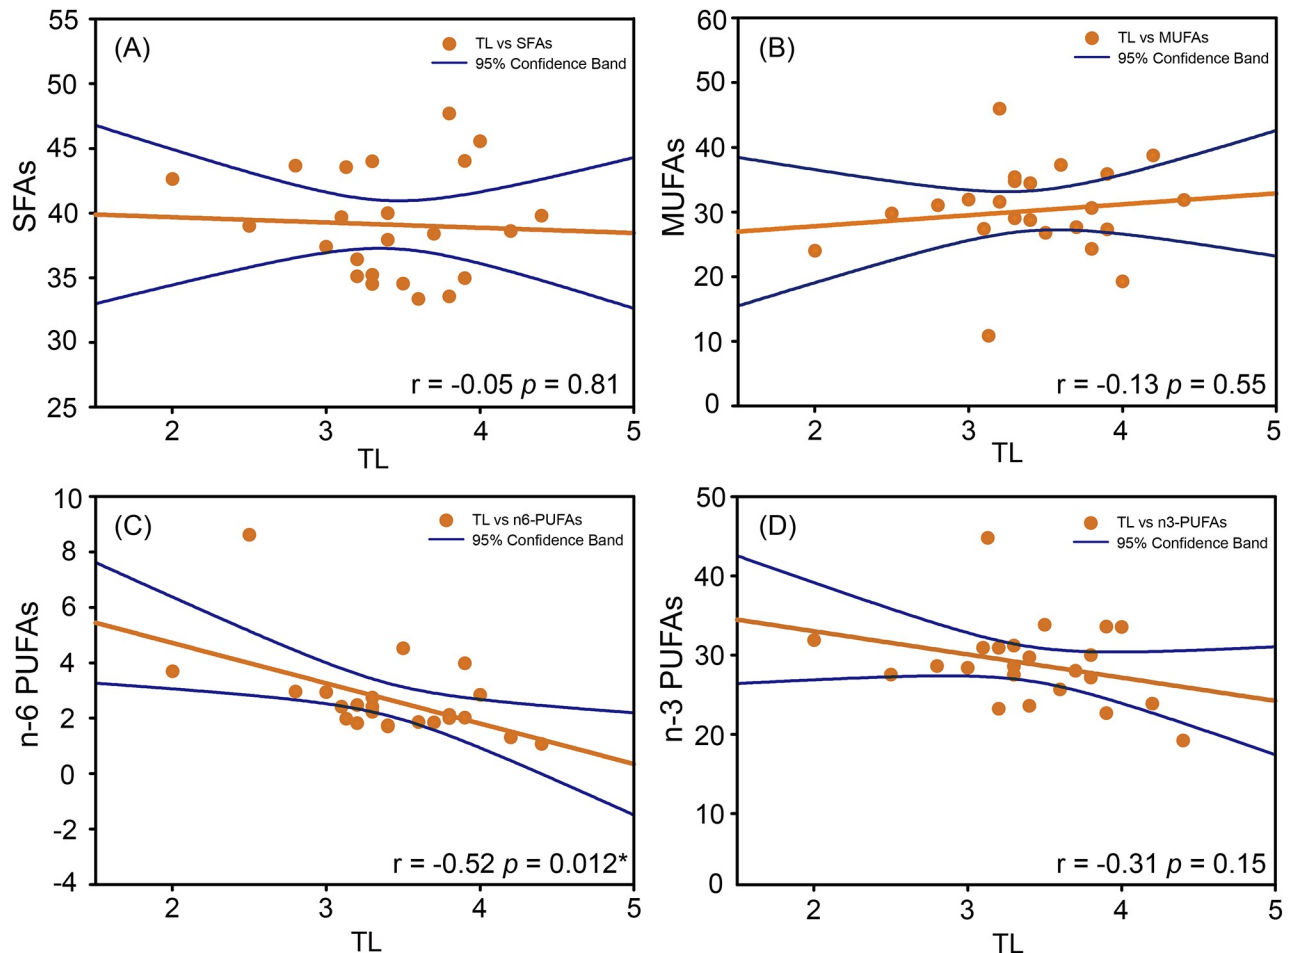 (A)
TL vs SFAs
95% Confidence Band
SFAs
55
50
45
40
35
30
25
r = -0.05 p = 0.81
2 3 4 5
TL
(B)
TL vs MUFAs
95% Confidence Band
MUFAs
60
50
40
30
20
10
0
r = -0.13 p = 0.55
2 3 4 5
TL
(C)
TL vs n6-PUFAs
95% Confidence Band
n-6 PUFAs
10
8
6
4
2
0
-2
-4
r = -0.52 p = 0.012*
2 3 4 5
TL
(D)
TL vs n3-PUFAs
95% Confidence Band
n-3 PUFAs
50
40
30
20
10
0
r = -0.31 p = 0.15
2 3 4 5
TL